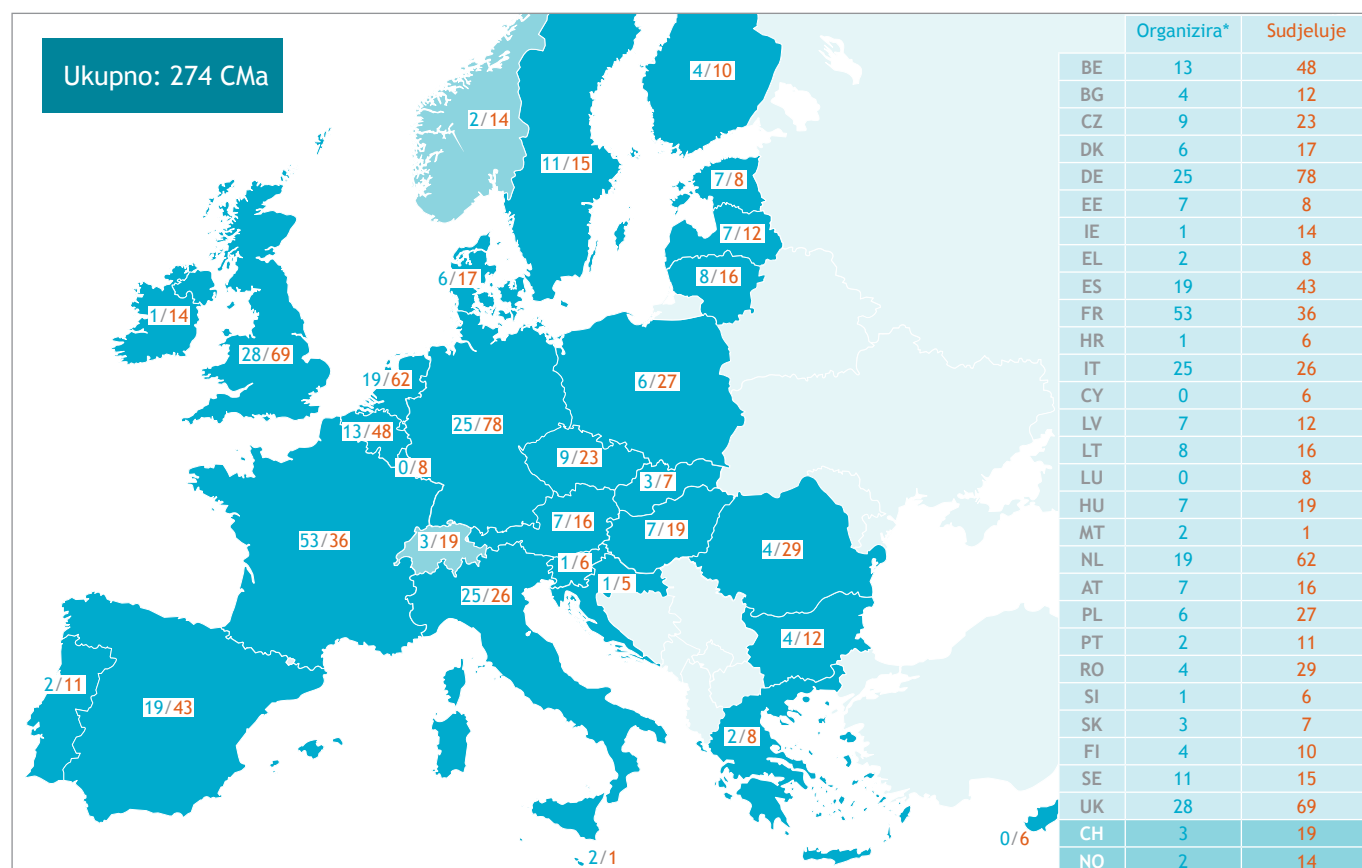 Ukupno: 274 CMa
4/10
2/14
11/15
7/8
7/12
6/17
8/16
1/14
28/69
19/62
6/27
25/78
13/48
9/23
0/8
3/7
7/16
53/36
3/19
7/19
4/29
1/6
1/5
25/26
4/12
2/11
19/43
2/8
0/6
2/1
Organizira* Sudjeluje
BE 13 48
BG 4 12
CZ 9 23
DK 6 17
DE 25 78
EE 7 8
IE 1 14
EL 2 8
ES 19 43
FR 53 36
HR 1 6
IT 25 26
CY 0 6
LV 7 12
LT 8 16
LU 0 8
HU 7 19
MT 2 1
NL 19 62
AT 7 16
PL 6 27
PT 2 11
RO 4 29
SI 1 6
SK 3 7
FI 4 10
SE 11 15
UK 28 69
CH 3 19
NO 2 14